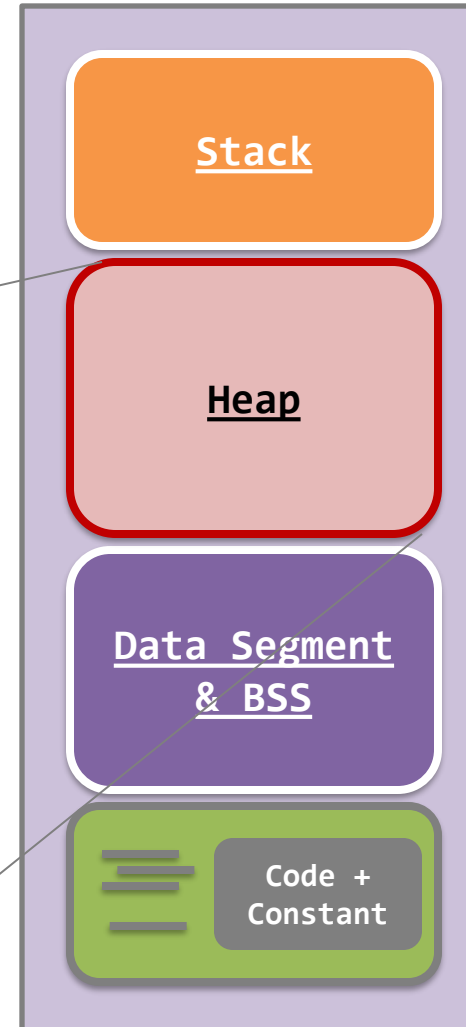 Stack
Heap
Data Segment
& BSS
Code +
Constant